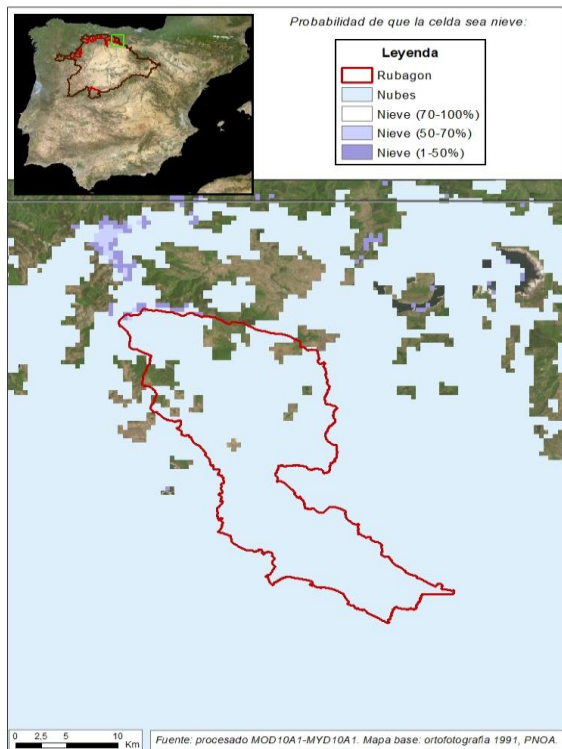 Probabilidad de que la celda sea nieve:
Leyenda
Rubagon
Nubes
Nieve (70-100%)
Nieve (50-70%)
Nieve (1-50%)
0 2,5 5 10
Km
Fuente: procesado MOD10A1-MYD10A1. Mapa base: ortofotografía 1991, PNOA.